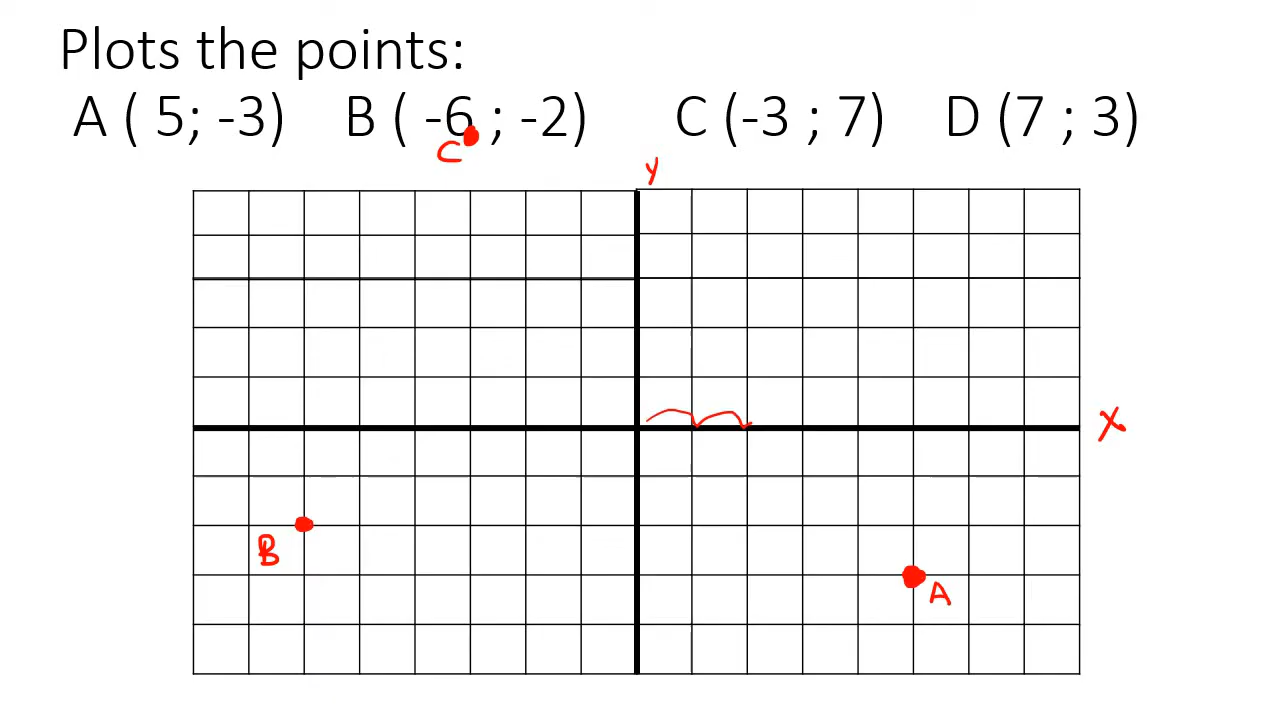 Plots the points:
A ( 5; -3) B ( -6 ; -2) C (-3 ; 7) D (7 ; 3)
C
y
X
B
A